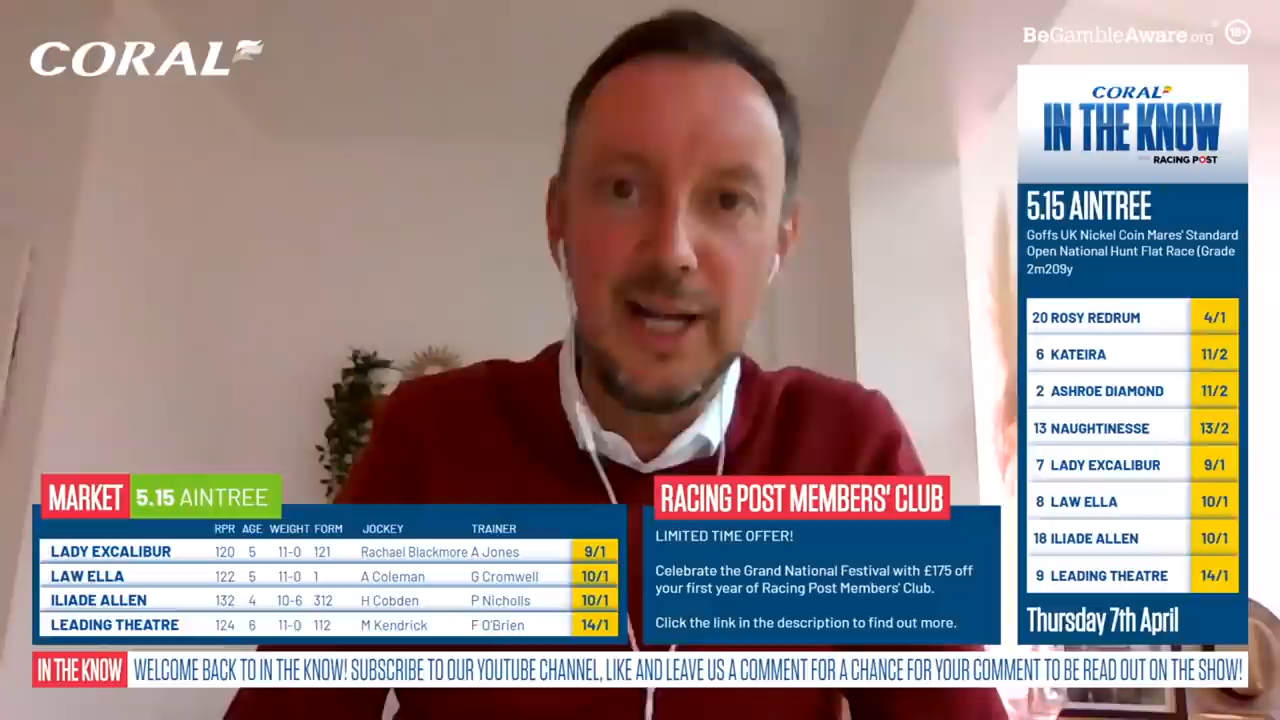 CORAL
BeGambleAware.org 18+
CORAL
IN THE KNOW
RACING POST
5.15 AINTREE
Goffs UK Nickel Coin Mares' Standard
Open National Hunt Flat Race (Grade
2m209y
20 ROSY REDRUM 4/1
6 KATEIRA 11/2
2 ASHROE DIAMOND 11/2
13 NAUGHTINESSE 13/2
7 LADY EXCALIBUR 9/1
8 LAW ELLA 10/1
18 ILIADE ALLEN 10/1
9 LEADING THEATRE 14/1
Thursday 7th April
MARKET 5.15 AINTREE
RPR AGE WEIGHT FORM JOCKEY TRAINER
LADY EXCALIBUR 120 5 11-0 121 Rachael Blackmore A Jones 9/1
LAW ELLA 122 5 11-0 1 A Coleman G Cromwell 10/1
ILIADE ALLEN 132 4 10-6 312 H Cobden P Nicholls 10/1
LEADING THEATRE 124 6 11-0 112 M Kendrick F O'Brien 14/1
RACING POST MEMBERS' CLUB
LIMITED TIME OFFER!
Celebrate the Grand National Festival with £175 off
your first year of Racing Post Members' Club.
Click the link in the description to find out more.
IN THE KNOW WELCOME BACK TO IN THE KNOW! SUBSCRIBE TO OUR YOUTUBE CHANNEL, LIKE AND LEAVE US A COMMENT FOR A CHANCE FOR YOUR COMMENT TO BE READ OUT ON THE SHOW!